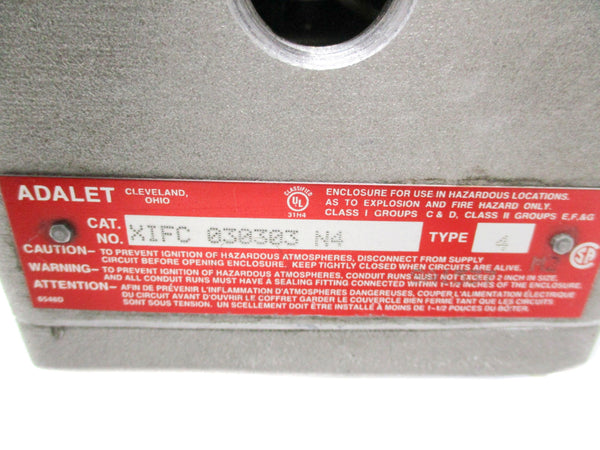 ADALET CLEVELAND, OHIO
CLASSIFIED UL 31H4
ENCLOSURE FOR USE IN HAZARDOUS LOCATIONS.
AS TO EXPLOSION AND FIRE HAZARD ONLY.
CLASS I GROUPS C & D, CLASS II GROUPS E,F,&G
CAT. NO. XIFC 030303 N4 TYPE 4
CAUTION– TO PREVENT IGNITION OF HAZARDOUS ATMOSPHERES, DISCONNECT FROM SUPPLY
CIRCUIT BEFORE OPENING ENCLOSURE. KEEP TIGHTLY CLOSED WHEN CIRCUITS ARE ALIVE.
WARNING– TO PREVENT IGNITION OF HAZARDOUS ATMOSPHERES, CONDUIT RUNS MUST NOT EXCEED 2 INCH IN SIZE,
AND ALL CONDUIT RUNS MUST HAVE A SEALING FITTING CONNECTED WITHIN 1-1/2 INCHES OF THE ENCLOSURE.
ATTENTION– AFIN DE PRÉVENIR L'INFLAMMATION D'ATMOSPHÈRES DANGEREUSES, COUPER L'ALIMENTATION ÉLECTRIQUE
DU CIRCUIT AVANT D'OUVRIR LE COFFRET GARDER LE COUVERCLE BIEN FERMÉ TANT QUE LES CIRCUITS
SONT SOUS TENSION. UN SCELLEMENT DOIT ÊTRE INSTALLÉ À MOINS DE 1-1/2 POUCES DU BOÎTER.
6546D